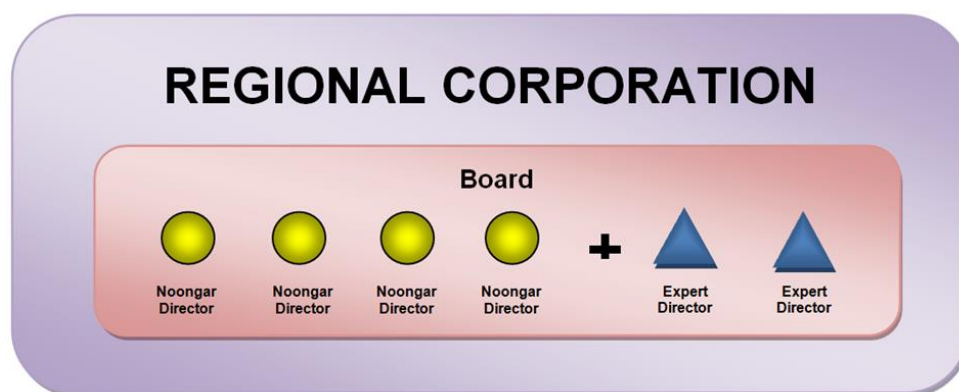 REGIONAL CORPORATION
Board
+
Noongar Director
Noongar Director
Noongar Director
Noongar Director
Expert Director
Expert Director